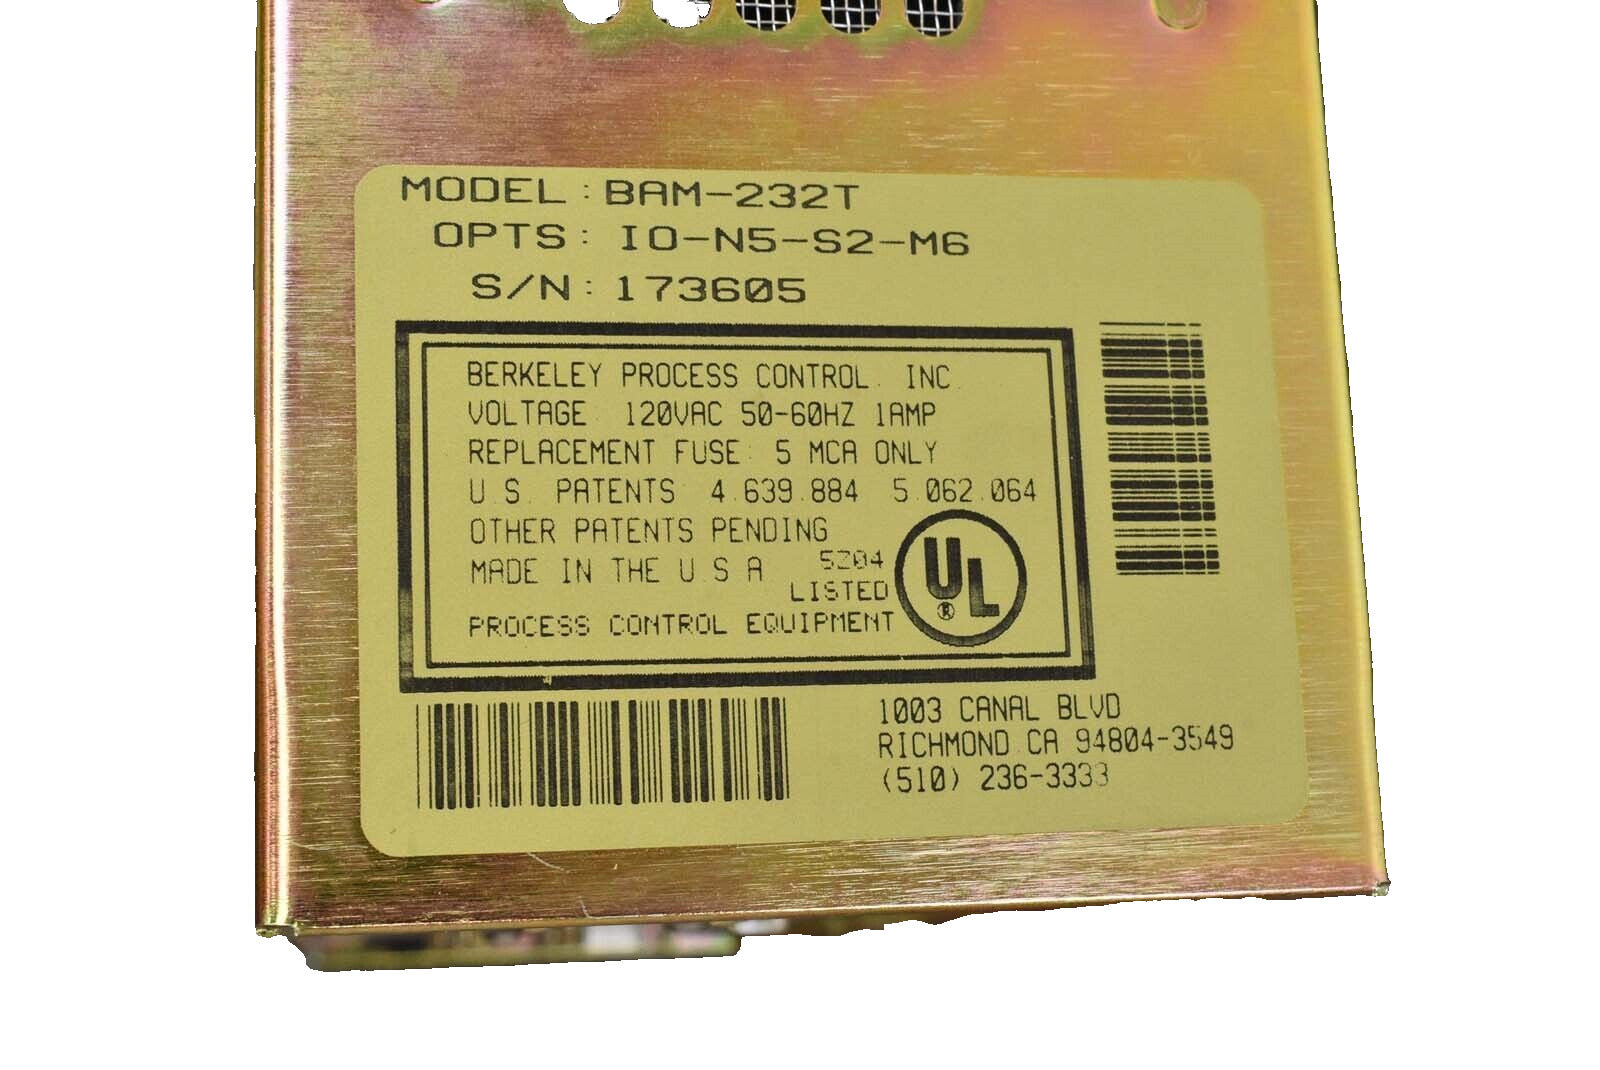 MODEL: BAM-232T
OPTS: IO-N5-S2-M6
S/N: 173605
BERKELEY PROCESS CONTROL. INC.
VOLTAGE: 120VAC 50-60HZ 1AMP
REPLACEMENT FUSE: 5 MCA ONLY
U.S. PATENTS 4.639.884 5.062.064
OTHER PATENTS PENDING
MADE IN THE U S A
5Z04
LISTED
PROCESS CONTROL EQUIPMENT
UL
®
1003 CANAL BLVD
RICHMOND CA 94804-3549
(510) 236-3333